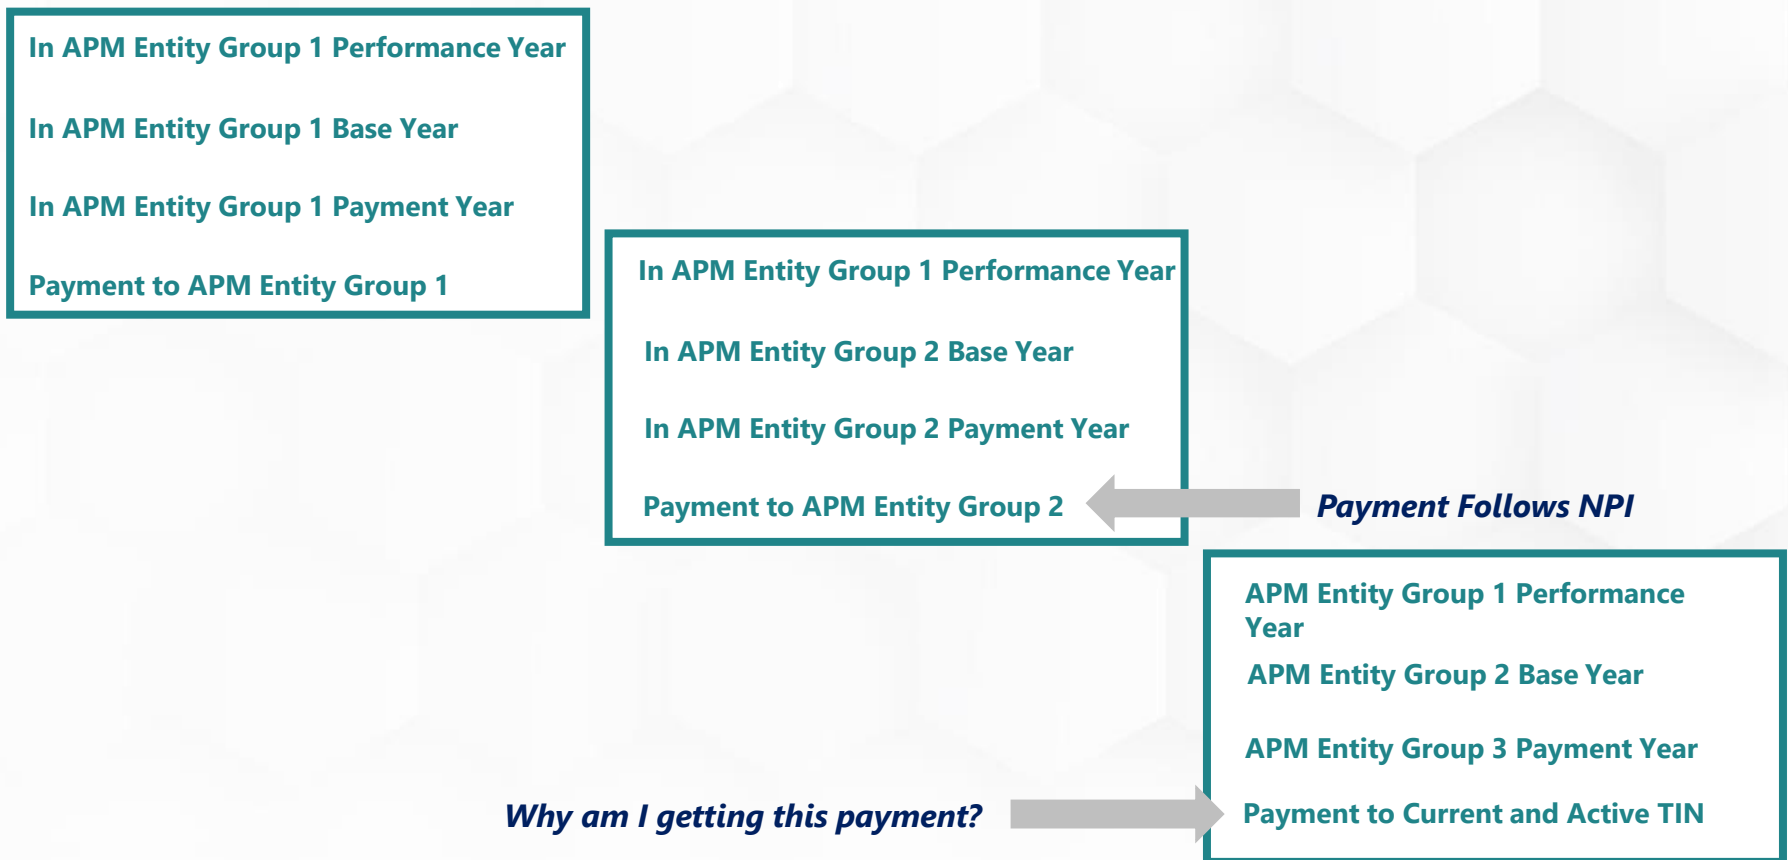 In APM Entity Group 1 Performance Year
In APM Entity Group 1 Base Year
In APM Entity Group 1 Payment Year
Payment to APM Entity Group 1
In APM Entity Group 1 Performance Year
In APM Entity Group 2 Base Year
In APM Entity Group 2 Payment Year
Payment to APM Entity Group 2
Payment Follows NPI
APM Entity Group 1 Performance
Year
APM Entity Group 2 Base Year
APM Entity Group 3 Payment Year
Why am I getting this payment?
Payment to Current and Active TIN